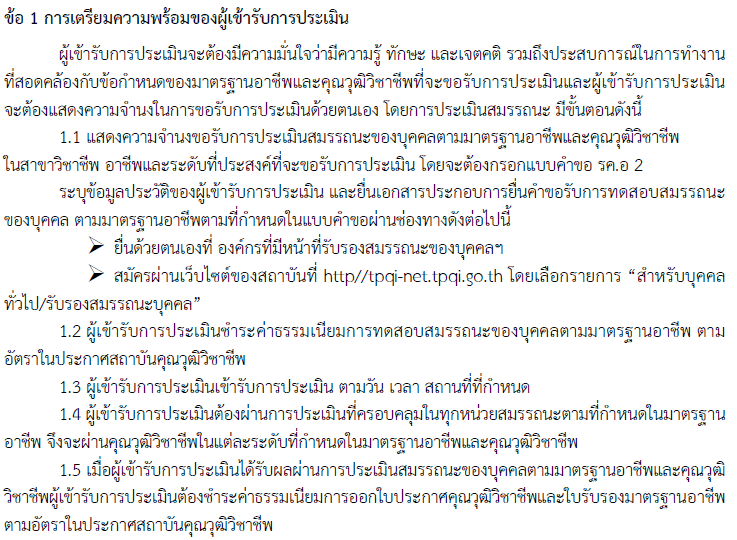 ข้อ 1 การเตรียมความพร้อมของผู้เข้ารับการประเมิน
ผู้เข้ารับการประเมินจะต้องมีความมั่นใจว่ามีความรู้ ทักษะ และเจตคติ รวมถึงประสบการณ์ในการทำงาน
ที่สอดคล้องกับข้อกำหนดของมาตรฐานอาชีพและคุณวุฒิวิชาชีพที่จะขอรับการประเมินและผู้เข้ารับการประเมิน
จะต้องแสดงความจำนงในการขอรับการประเมินด้วยตนเอง โดยการประเมินสมรรถนะ มีขั้นตอนดังนี้
1.1 แสดงความจำนงขอรับการประเมินสมรรถนะของบุคคลตามมาตรฐานอาชีพและคุณวุฒิวิชาชีพ
ในสาขาวิชาชีพ อาชีพและระดับที่ประสงค์ที่จะขอรับการประเมิน โดยจะต้องกรอกแบบคำขอ รค.อ 2
ระบุข้อมูลประวัติของผู้เข้ารับการประเมิน และยื่นเอกสารประกอบการยื่นคำขอรับการทดสอบสมรรถนะ
ของบุคคล ตามมาตรฐานอาชีพตามที่กำหนดในแบบคำขอผ่านช่องทางดังต่อไปนี้
➢ ยื่นด้วยตนเองที่ องค์กรที่มีหน้าที่รับรองสมรรถนะของบุคคลฯ
➢ สมัครผ่านเว็บไซต์ของสถาบันที่ http//tpqi-net.tpqi.go.th โดยเลือกรายการ “สำหรับบุคคล
ทั่วไป/รับรองสมรรถนะบุคคล”
1.2 ผู้เข้ารับการประเมินชำระค่าธรรมเนียมการทดสอบสมรรถนะของบุคคลตามมาตรฐานอาชีพ ตาม
อัตราในประกาศสถาบันคุณวุฒิวิชาชีพ
1.3 ผู้เข้ารับการประเมินเข้ารับการประเมิน ตามวัน เวลา สถานที่ที่กำหนด
1.4 ผู้เข้ารับการประเมินต้องผ่านการประเมินที่ครอบคลุมในทุกหน่วยสมรรถนะตามที่กำหนดในมาตรฐาน
อาชีพ จึงจะผ่านคุณวุฒิวิชาชีพในแต่ละระดับที่กำหนดในมาตรฐานอาชีพและคุณวุฒิวิชาชีพ
1.5 เมื่อผู้เข้ารับการประเมินได้รับผลผ่านการประเมินสมรรถนะของบุคคลตามมาตรฐานอาชีพและคุณวุฒิ
วิชาชีพผู้เข้ารับการประเมินต้องชำระค่าธรรมเนียมการออกใบประกาศคุณวุฒิวิชาชีพและใบรับรองมาตรฐานอาชีพ
ตามอัตราในประกาศสถาบันคุณวุฒิวิชาชีพ